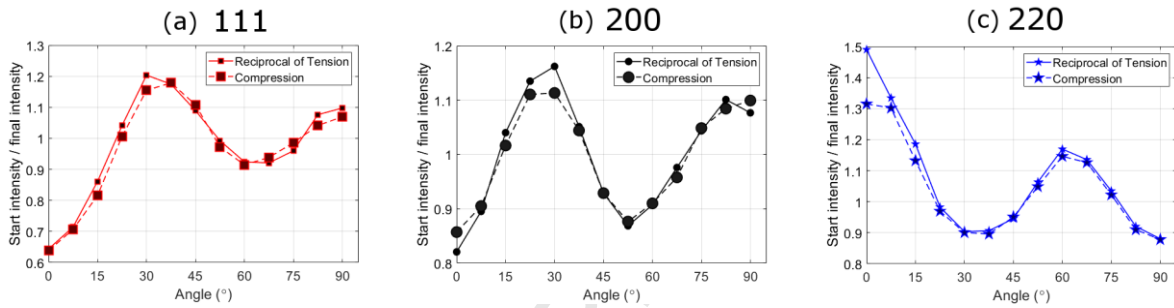 (a) 111
1.3
1.2
1.1
1
0.9
0.8
0.7
0.6
Start intensity / final intensity
Reciprocal of Tension
Compression
0 15 30 45 60 75 90
Angle (°)
(b) 200
1.2
1.1
1
0.9
0.8
Start intensity / final intensity
Reciprocal of Tension
Compression
0 15 30 45 60 75 90
Angle (°)
(c) 220
1.5
1.4
1.3
1.2
1.1
1
0.9
0.8
Start intensity / final intensity
Reciprocal of Tension
Compression
0 15 30 45 60 75 90
Angle (°)